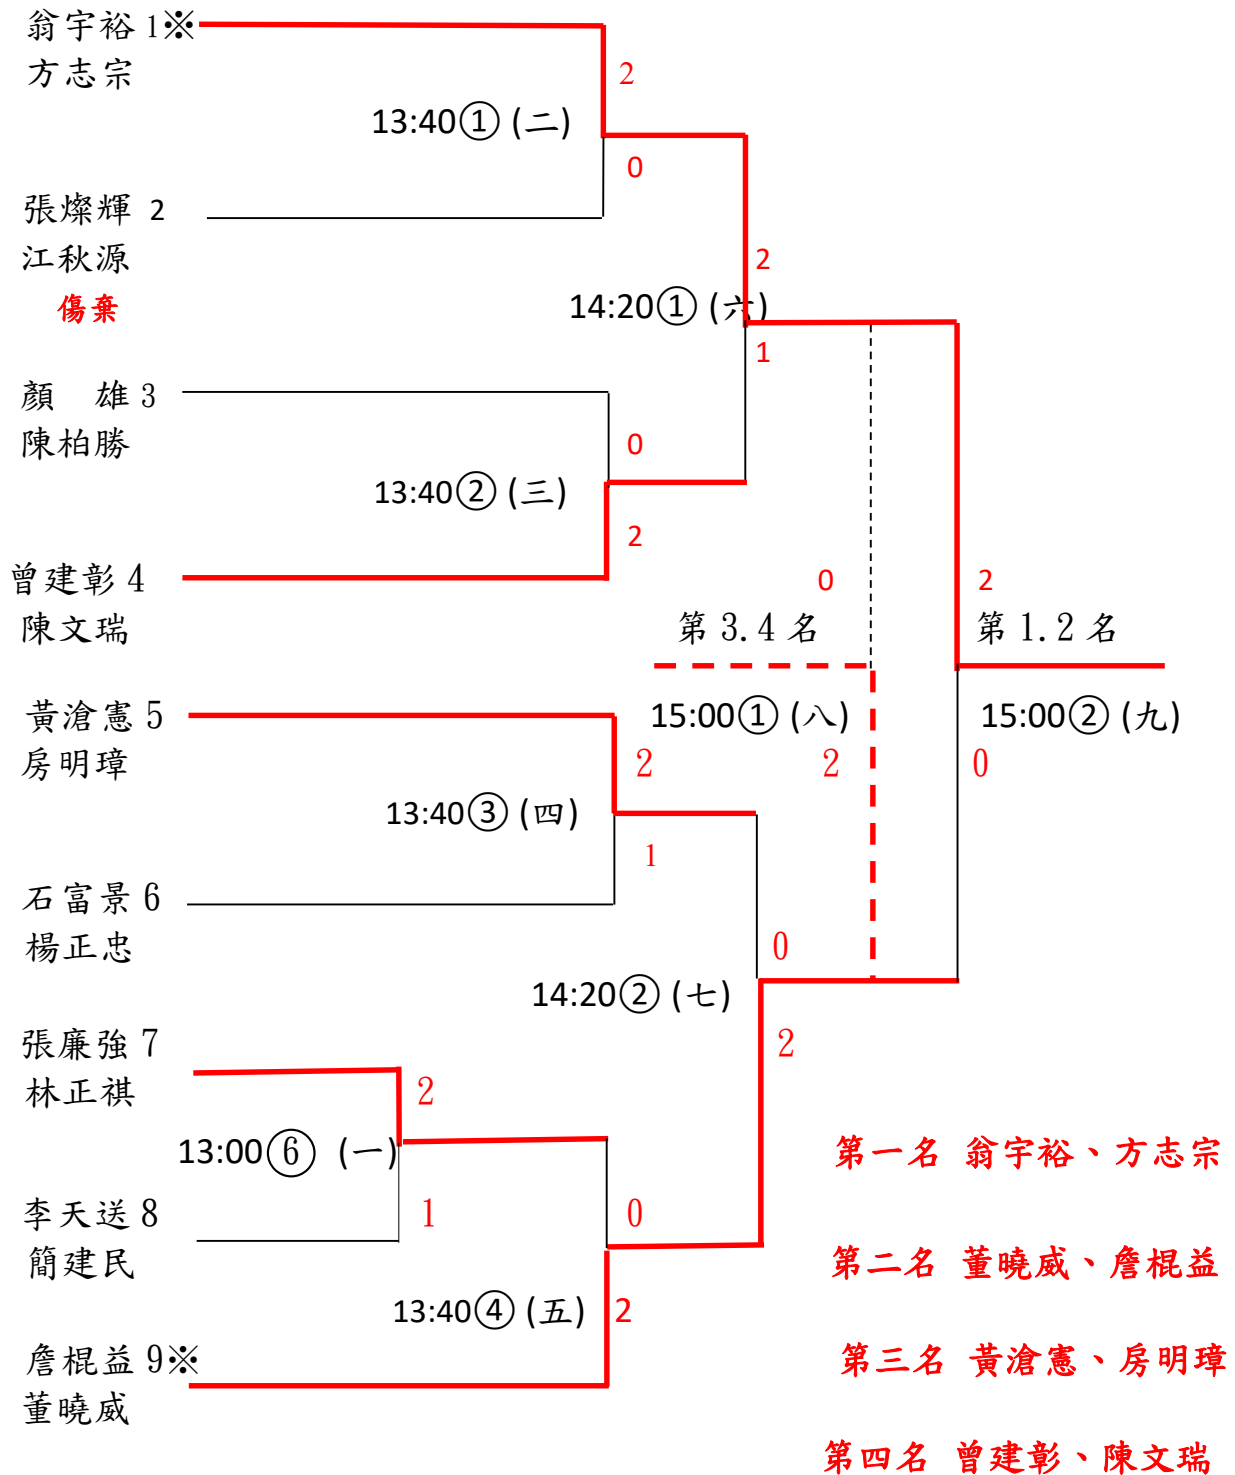 翁宇裕 1※
方志宗
2
13:40① (二)
0
張燦輝 2
江秋源
傷棄
2
14:20① (六)
1
顏　雄 3
陳柏勝
0
13:40② (三)
2
曾建彰 4
陳文瑞
0
2
第 3.4 名
第 1.2 名
黃滄憲 5
房明璋
15:00① (八)
15:00② (九)
2
2
0
13:40③ (四)
1
石富景 6
楊正忠
0
14:20② (七)
2
張廉強 7
林正祺
2
13:00⑥ (一)
1
李天送 8
簡建民
0
13:40④ (五)
2
詹棍益 9※
董曉威
第一名 翁宇裕、方志宗
第二名 董曉威、詹棍益
第三名 黃滄憲、房明璋
第四名 曾建彰、陳文瑞